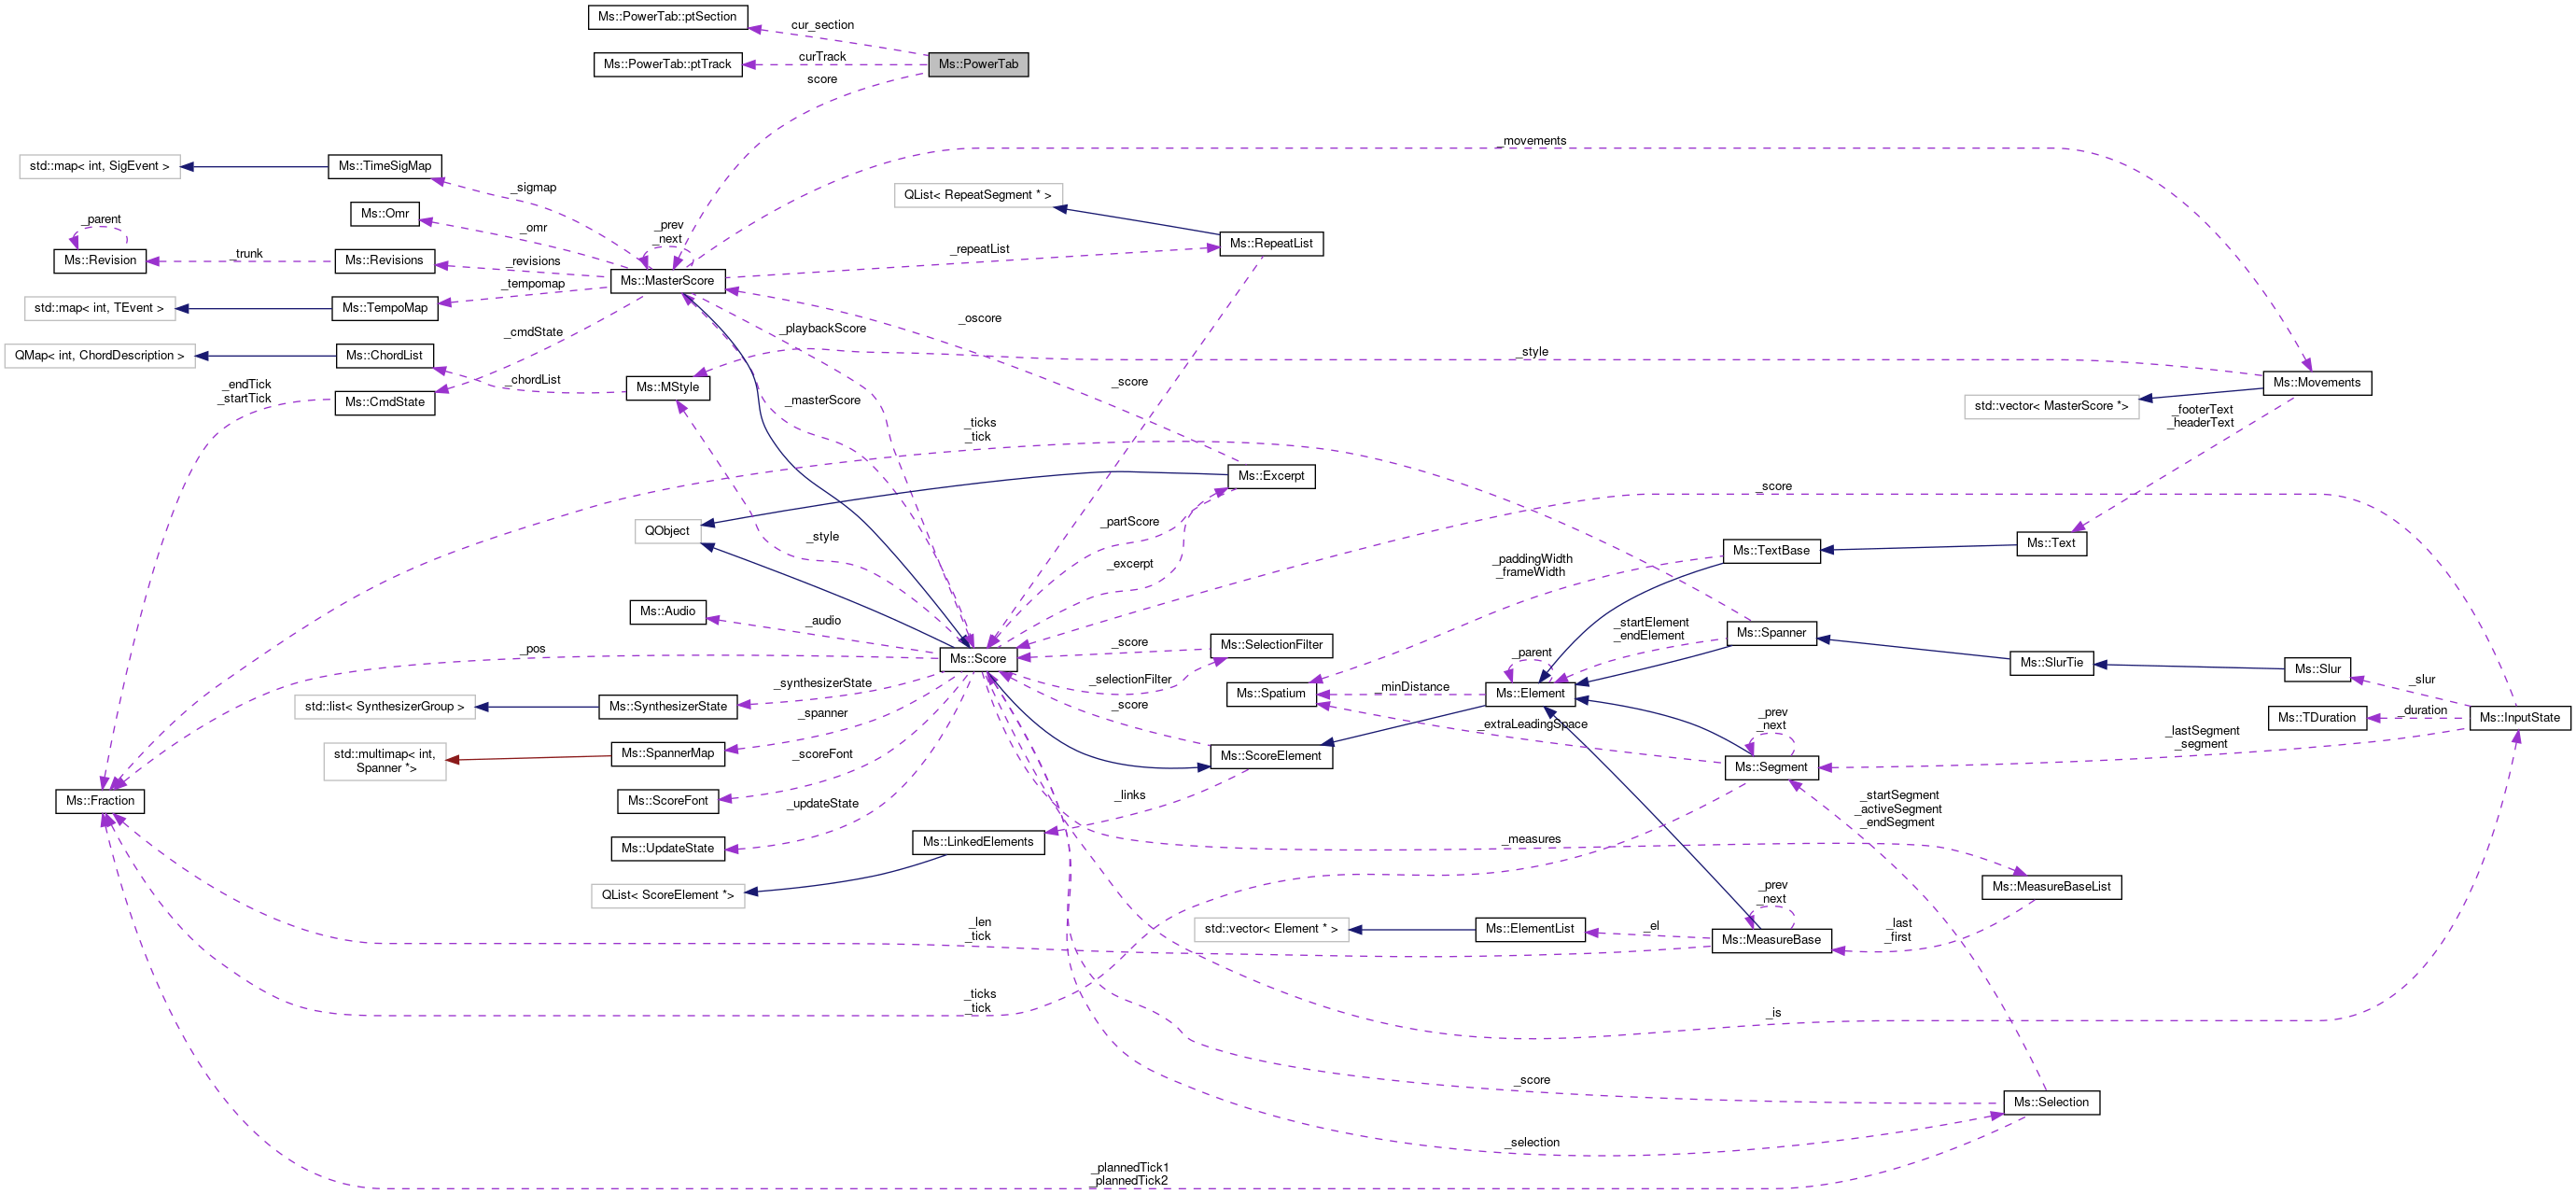 Ms::PowerTab::ptSection
cur_section
Ms::PowerTab::ptTrack
curTrack
Ms::PowerTab
score
_movements
std::map< int, SigEvent >
Ms::TimeSigMap
_sigmap
QList< RepeatSegment * >
Ms::Omr
_omr
_parent
_prev
_next
Ms::RepeatList
_repeatList
Ms::Revision
_trunk
Ms::Revisions
_revisions
Ms::MasterScore
_tempomap
std::map< int, TEvent >
Ms::TempoMap
_oscore
_cmdState
_playbackScore
QMap< int, ChordDescription >
Ms::ChordList
_style
_chordList
Ms::MStyle
_score
Ms::Movements
_endTick
_startTick
Ms::CmdState
_masterScore
std::vector< MasterScore *>
_footerText
_headerText
_ticks
_tick
Ms::Excerpt
_score
QObject
_style
_partScore
Ms::TextBase
Ms::Text
_paddingWidth
_frameWidth
_excerpt
Ms::Audio
_audio
_startElement
_endElement
Ms::Spanner
_pos
Ms::Score
_score
Ms::SelectionFilter
_parent
Ms::SlurTie
Ms::Slur
_selectionFilter
_synthesizerState
_minDistance
Ms::Spatium
Ms::Element
_slur
std::list< SynthesizerGroup >
Ms::SynthesizerState
_spanner
_score
_extraLeadingSpace
_prev
_next
Ms::TDuration
_duration
Ms::InputState
std::multimap< int,
Spanner *>
Ms::SpannerMap
_scoreFont
Ms::ScoreElement
_lastSegment
_segment
Ms::Segment
Ms::Fraction
Ms::ScoreFont
_updateState
_links
_startSegment
_activeSegment
_endSegment
Ms::UpdateState
Ms::LinkedElements
_measures
QList< ScoreElement *>
Ms::MeasureBaseList
_prev
_next
_len
_tick
std::vector< Element * >
Ms::ElementList
_el
Ms::MeasureBase
_last
_first
_ticks
_tick
_is
_score
Ms::Selection
_selection
_plannedTick1
_plannedTick2